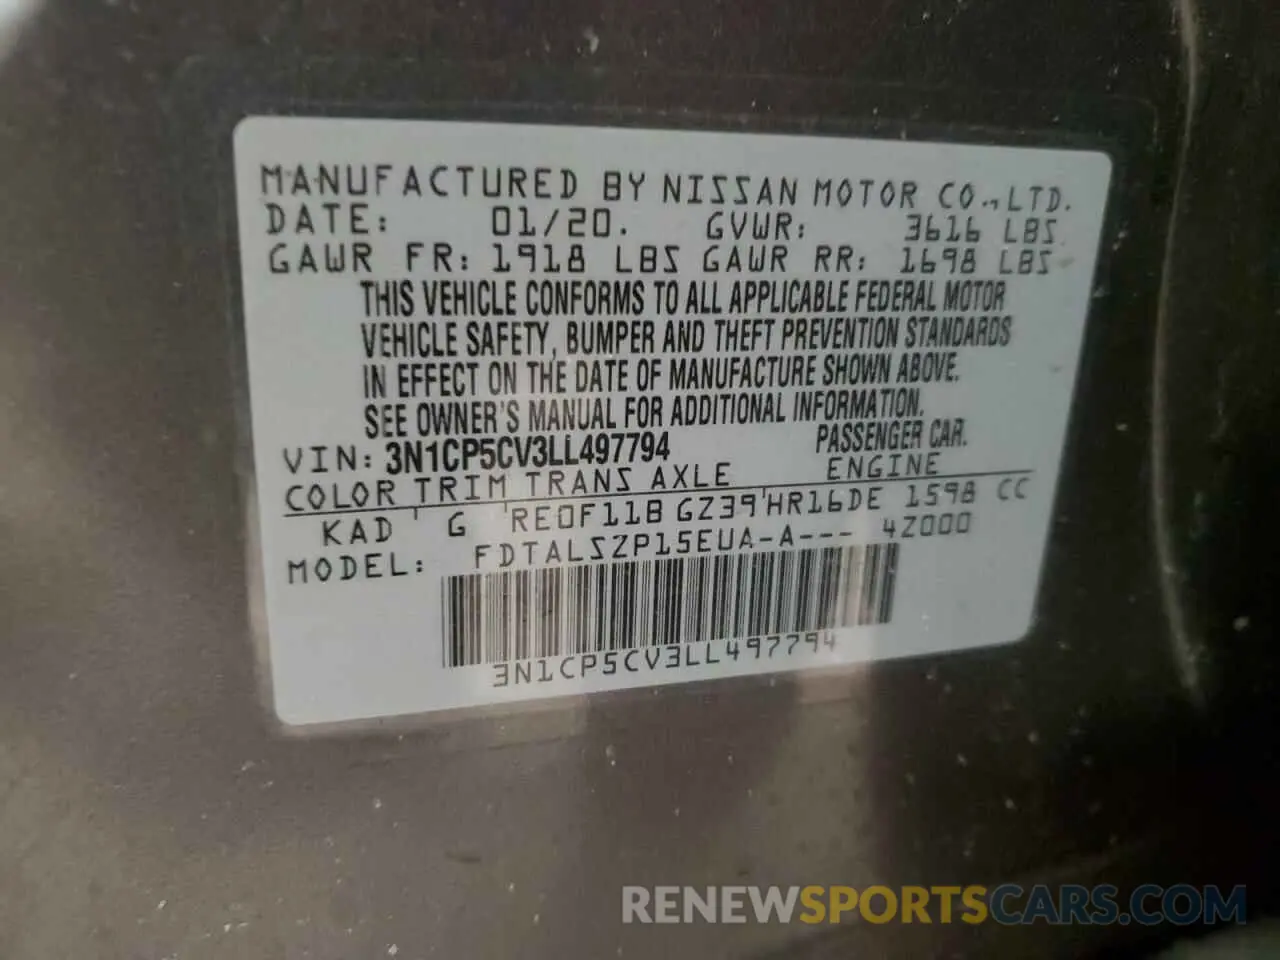 MANUFACTURED BY NISSAN MOTOR CO., LTD.
DATE: 01/20. GVWR: 3616 LBS
GAWR FR: 1918 LBS GAWR RR: 1698 LBS
THIS VEHICLE CONFORMS TO ALL APPLICABLE FEDERAL MOTOR
VEHICLE SAFETY, BUMPER AND THEFT PREVENTION STANDARDS
IN EFFECT ON THE DATE OF MANUFACTURE SHOWN ABOVE.
SEE OWNER'S MANUAL FOR ADDITIONAL INFORMATION.
VIN: 3N1CP5CV3LL497794 PASSENGER CAR.
COLOR TRIM TRANS AXLE ENGINE
KAD G RE0F11B GZ39 HR16DE 1598 CC
MODEL: FDTALSZP15EUA-A--- 4Z000
3N1CP5CV3LL497794
RENEWSPORTSCARS.COM